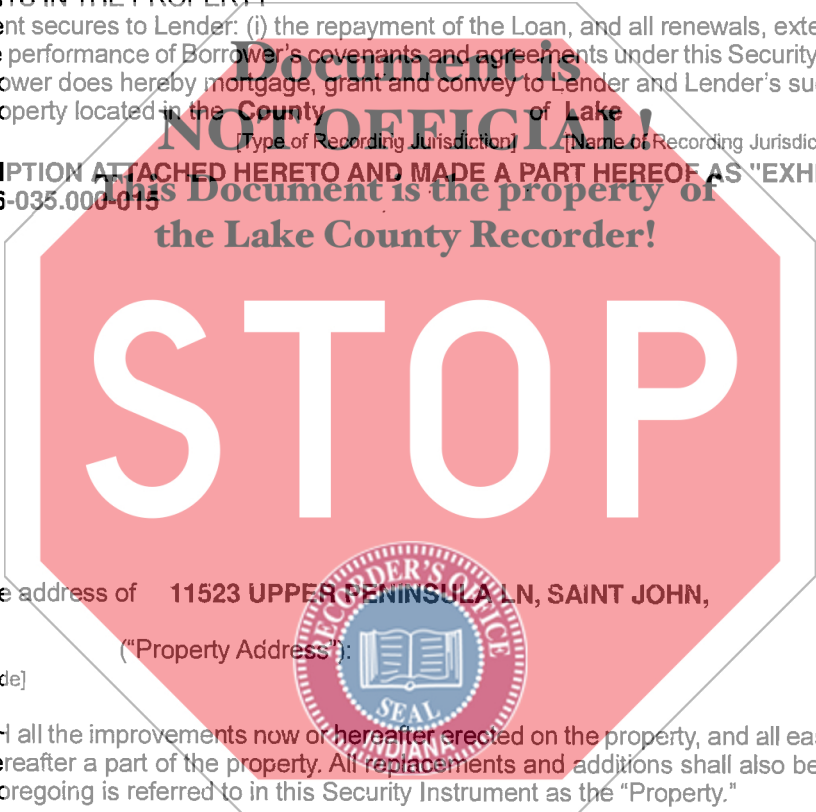 ent secures to Lender: (i) the repayment of the Loan, and all renewals, exte
e performance of Borrower's covenants and agreements under this Security
ower does hereby mortgage, grant and convey to Lender and Lender's su
operty located in the County of Lake
[Type of Recording Jurisdiction] [Name of Recording Jurisdic
IPTION ATTACHED HERETO AND MADE A PART HEREOF AS "EXHI
6-035.000-015
Document is
NOT OFFICIAL!
This Document is the property of
the Lake County Recorder!
STOP
e address of 11523 UPPER PENINSULA LN, SAINT JOHN,
("Property Address"):
de]
RECORDER'S OFFICE
SEAL
INDIANA
H all the improvements now or hereafter erected on the property, and all eas
ereafter a part of the property. All replacements and additions shall also be
oregoing is referred to in this Security Instrument as the “Property.”